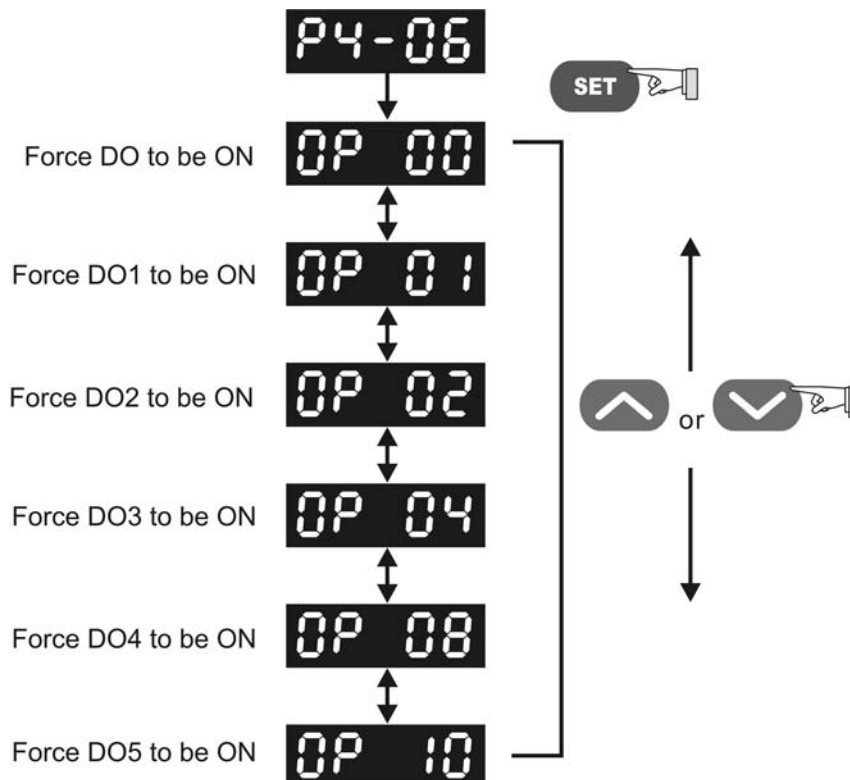 P4-06
SET
Force DO to be ON
OP 00
Force DO1 to be ON
OP 01
Force DO2 to be ON
OP 02
or
Force DO3 to be ON
OP 04
Force DO4 to be ON
OP 08
Force DO5 to be ON
OP 10